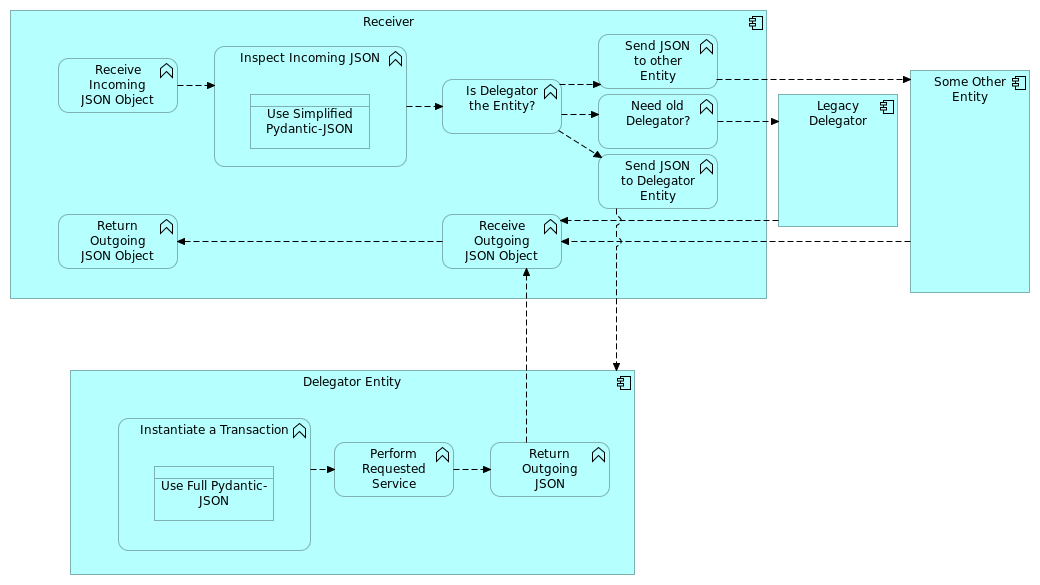 Receiver
Receive
Incoming
JSON Object
Inspect Incoming JSON
Use Simplified
Pydantic-JSON
Is Delegator
the Entity?
Send JSON
to other
Entity
Need old
Delegator?
Send JSON
to Delegator
Entity
Legacy
Delegator
Some Other
Entity
Return
Outgoing
JSON Object
Receive
Outgoing
JSON Object
Delegator Entity
Instantiate a Transaction
Use Full Pydantic-
JSON
Perform
Requested
Service
Return
Outgoing
JSON